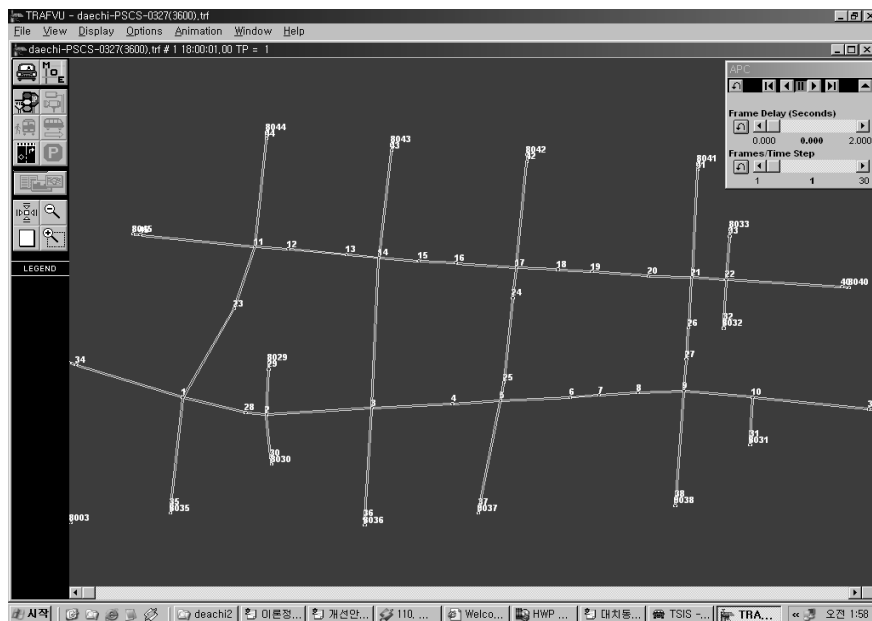 TRAFVU - daechi-PSCS-0327(3600),trf
File View Display Options Animation Window Help
daechi-PSCS-0327(3600),trf # 1 18:00:01,00 TP = 1
M O E
APC
Frame Delay (Seconds)
0.000 0.000 2.000
Frames/Time Step
1 1 30
LEGEND
8044
44
8043
43
8042
42
8041
41
8033
33
11 12 13 14 15 16 17 18 19 20 21 22 40 8040
23 24 26 32
8032
34 8029
29
25 27
1 28 2 3 4 5 6 7 8 9 10
30
8030
31
8031
35
8035
36
8036
37
8037
38
8038
8003
시작 deachi2 이론정... 개선안... 110, ... Welco... HWP ... 대치동... TSIS -... TRA... « 오전 1:58